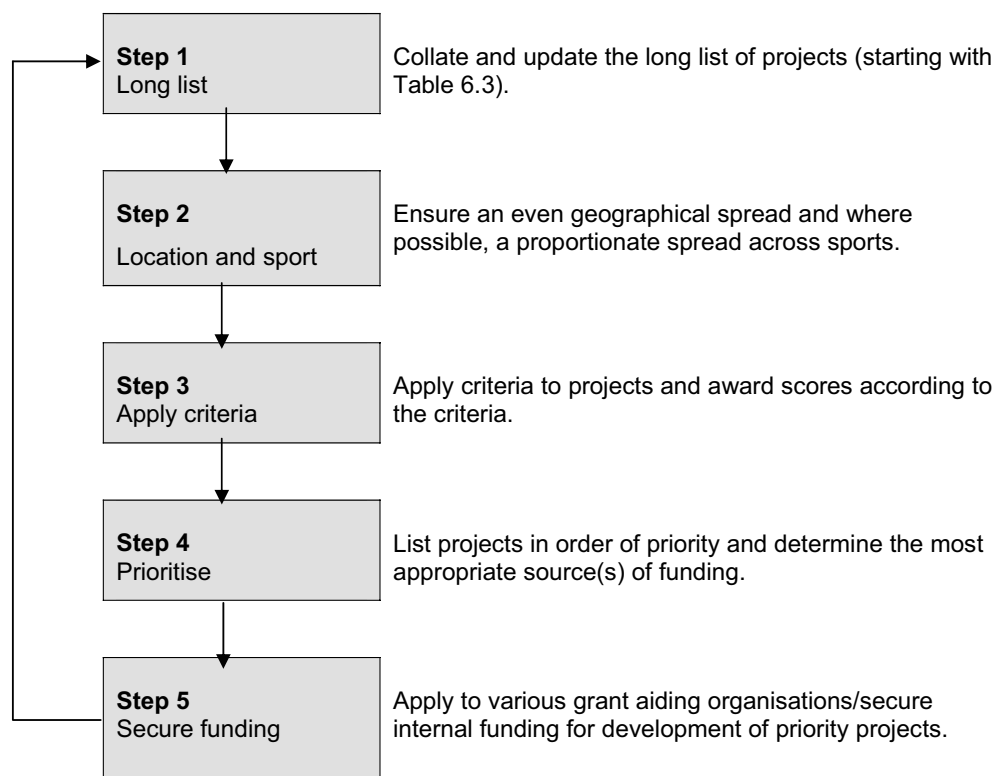 Step 1
Long list
Collate and update the long list of projects (starting with
Table 6.3).
Step 2
Location and sport
Ensure an even geographical spread and where
possible, a proportionate spread across sports.
Step 3
Apply criteria
Apply criteria to projects and award scores according to
the criteria.
Step 4
Prioritise
List projects in order of priority and determine the most
appropriate source(s) of funding.
Step 5
Secure funding
Apply to various grant aiding organisations/secure
internal funding for development of priority projects.